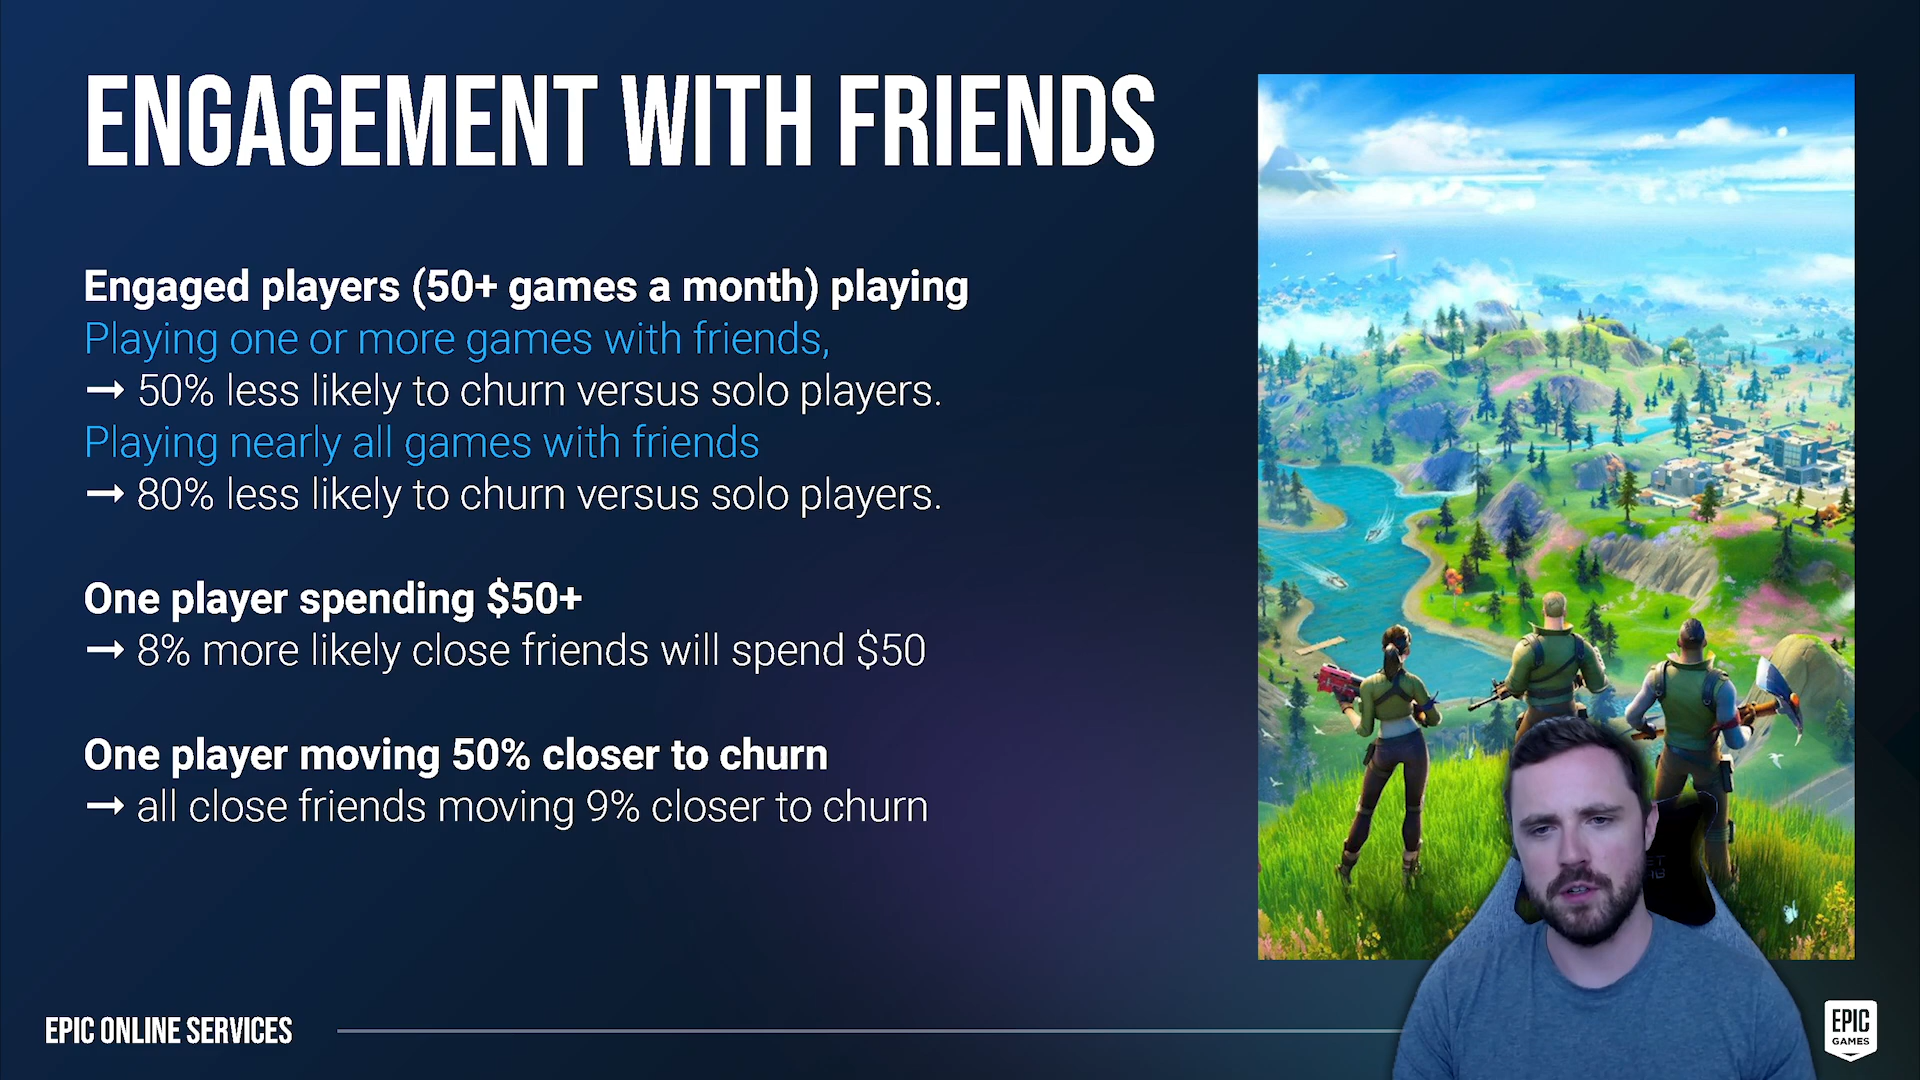 ENGAGEMENT WITH FRIENDS
Engaged players (50+ games a month) playing
Playing one or more games with friends,
→ 50% less likely to churn versus solo players.
Playing nearly all games with friends
→ 80% less likely to churn versus solo players.
One player spending $50+
→ 8% more likely close friends will spend $50
One player moving 50% closer to churn
→ all close friends moving 9% closer to churn
EPIC ONLINE SERVICES
EPIC
GAMES